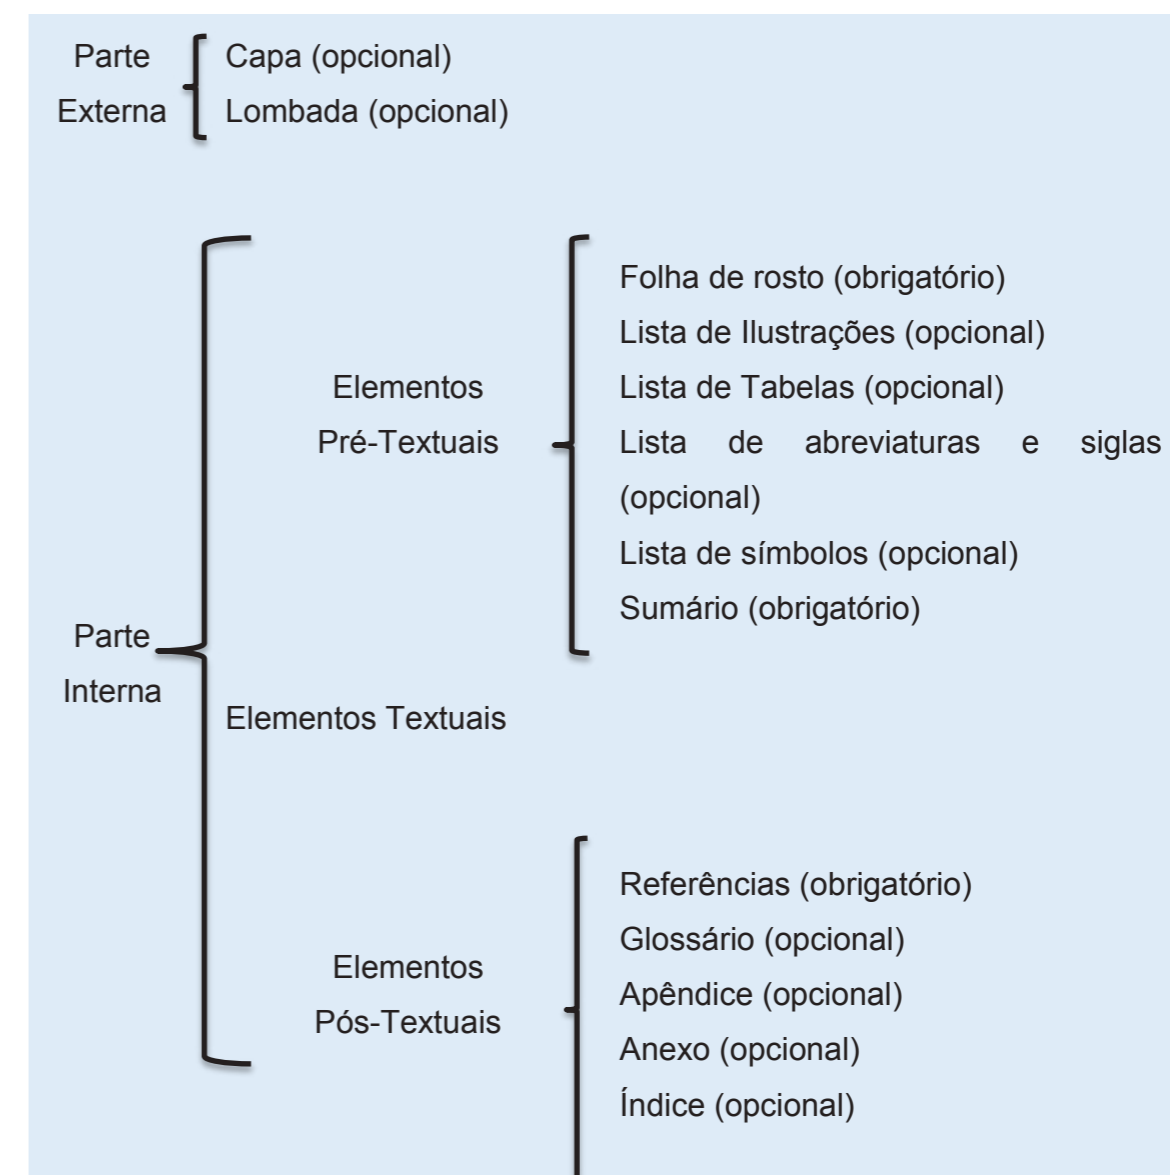 Parte
Externa
Capa (opcional)
Lombada (opcional)
Parte
Interna
Elementos
Pré-Textuais
Folha de rosto (obrigatório)
Lista de Ilustrações (opcional)
Lista de Tabelas (opcional)
Lista de abreviaturas e siglas
(opcional)
Lista de símbolos (opcional)
Sumário (obrigatório)
Elementos Textuais
Elementos
Pós-Textuais
Referências (obrigatório)
Glossário (opcional)
Apêndice (opcional)
Anexo (opcional)
Índice (opcional)